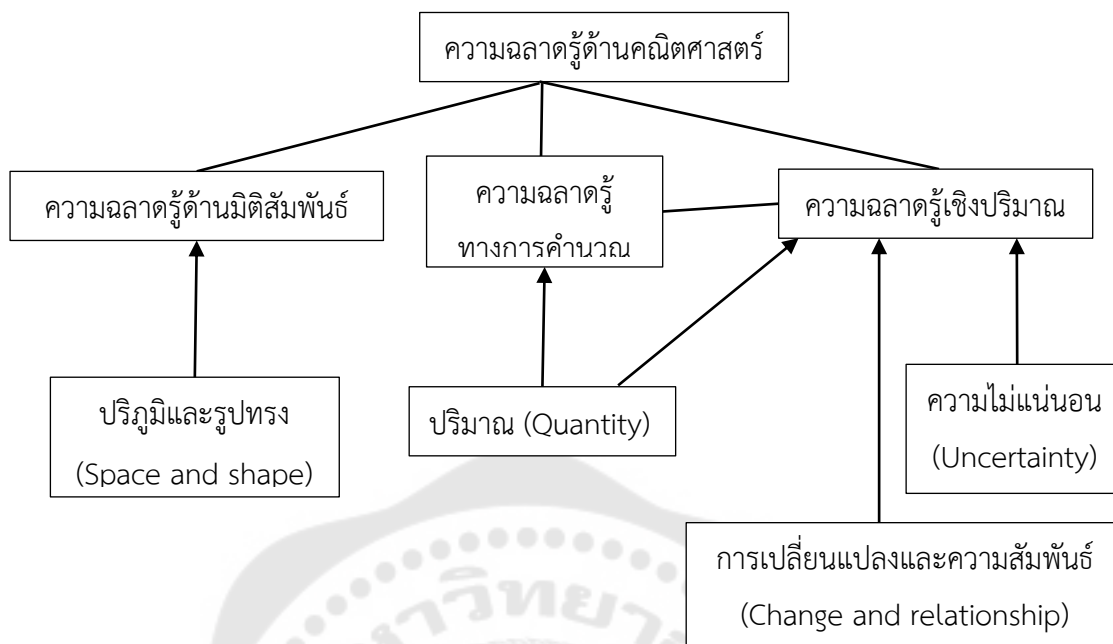 ความฉลาดรู้ด้านคณิตศาสตร์
ความฉลาดรู้ด้านมิติสัมพันธ์
ความฉลาดรู้
ทางการคำนวณ
ความฉลาดรู้เชิงปริมาณ
ปริภูมิและรูปทรง
(Space and shape)
ปริมาณ (Quantity)
ความไม่แน่นอน
(Uncertainty)
การเปลี่ยนแปลงและความสัมพันธ์
(Change and relationship)